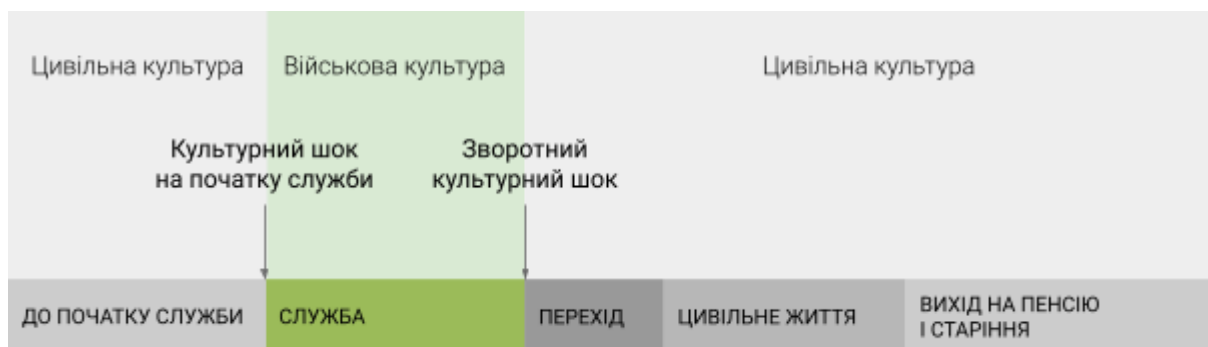 Цивільна культура
Військова культура
Цивільна культура
Культурний шок
на початку служби
Зворотний
культурний шок
ДО ПОЧАТКУ СЛУЖБИ
СЛУЖБА
ПЕРЕХІД
ЦИВІЛЬНЕ ЖИТТЯ
ВИХІД НА ПЕНСІЮ
І СТАРІННЯ